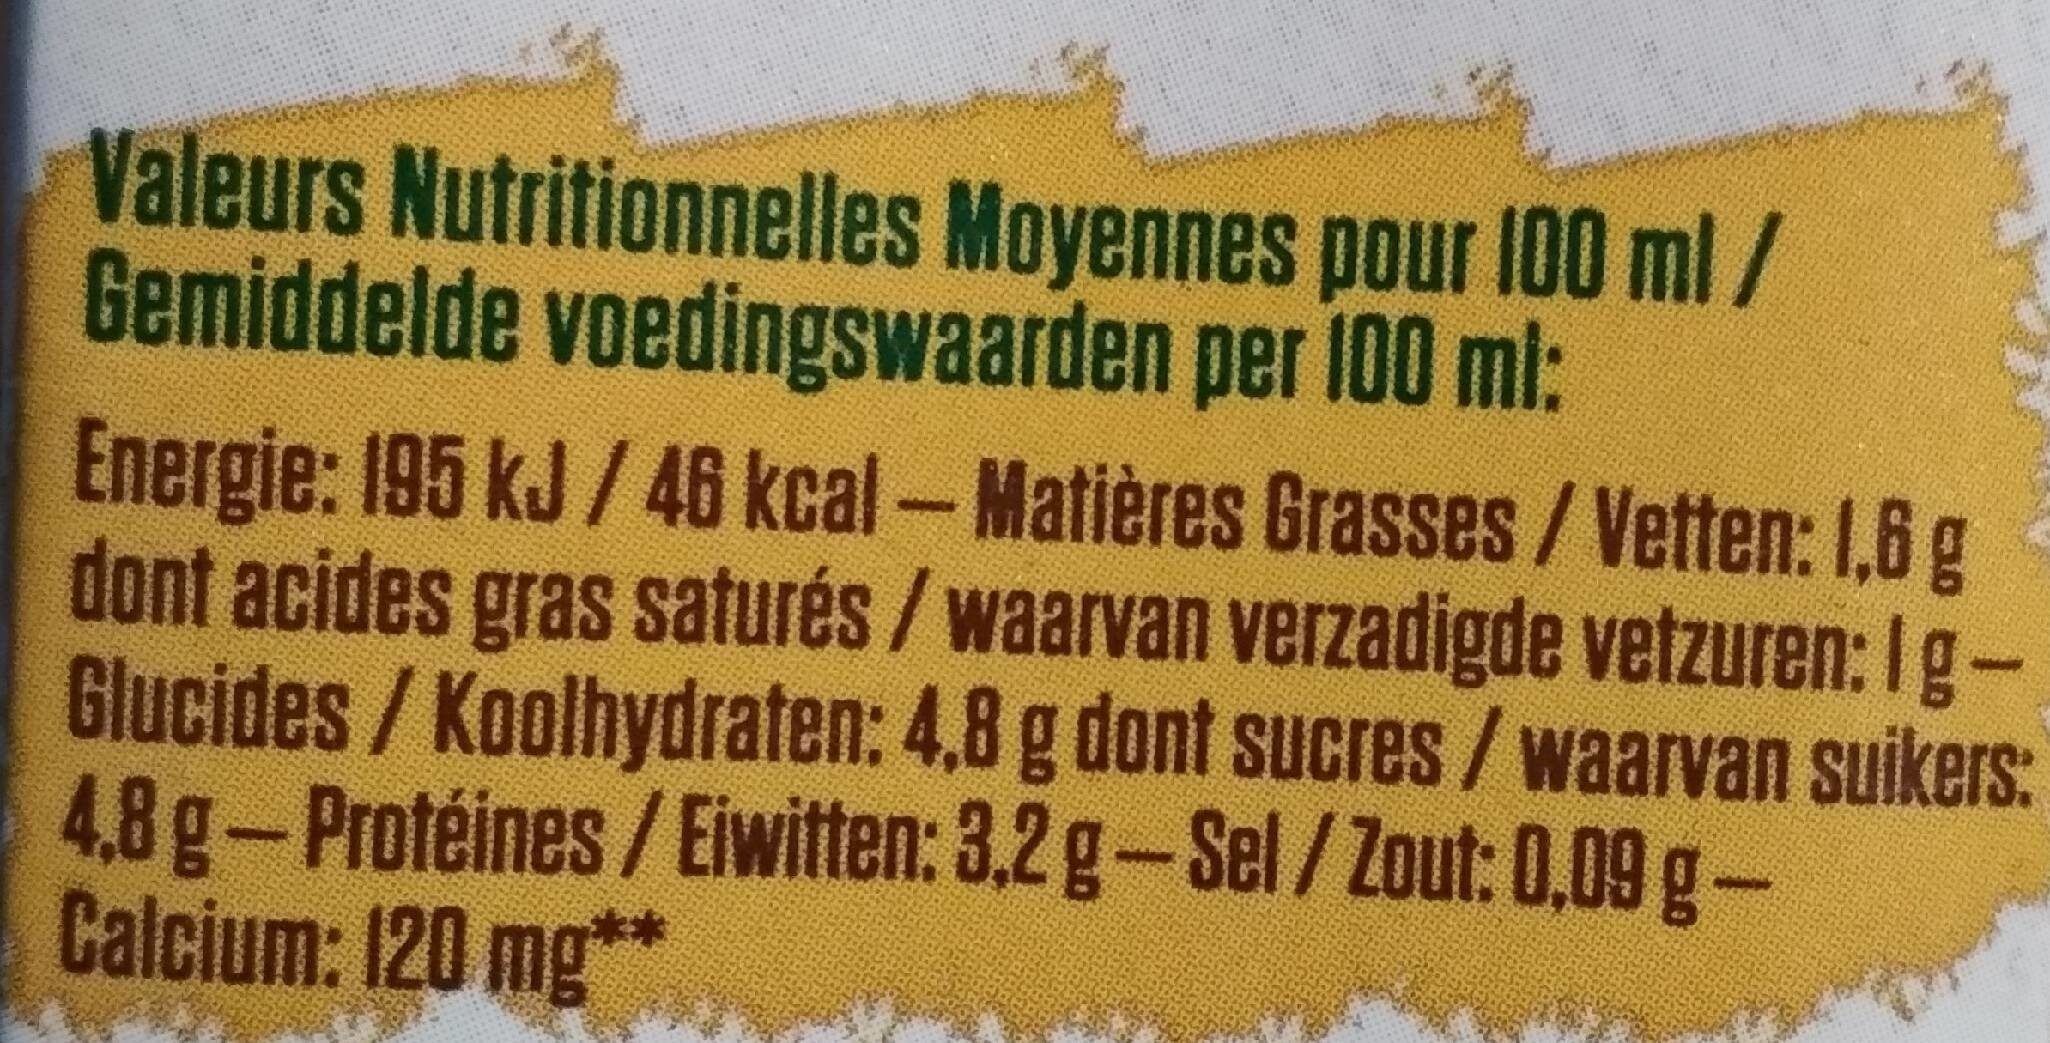 Valeurs Nutritionnelles Moyennes pour 100 ml /
Gemiddelde voedingswaarden per 100 ml:
Energie: 195 kJ / 46 kcal – Matières Grasses / Vetten: 1,6 g
dont acides gras saturés / waarvan verzadigde vetzuren: 1 g –
Glucides / Koolhydraten: 4,8 g dont sucres / waarvan suikers:
4,8 g – Protéines / Eiwitten: 3,2 g – Sel / Zout: 0,09 g –
Calcium: 120 mg**